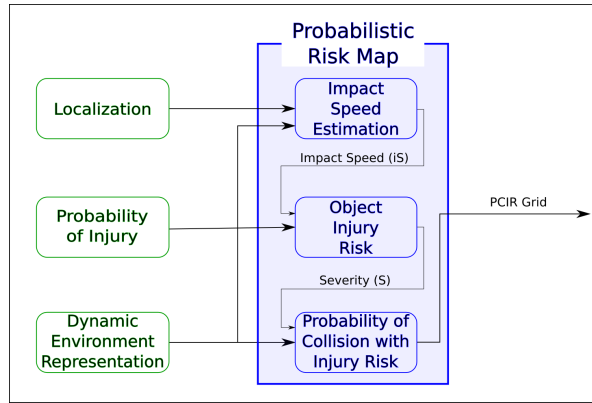 Probabilistic
Risk Map
Localization
Impact
Speed
Estimation
Impact Speed (iS)
Probability
of Injury
Object
Injury
Risk
PCIR Grid
Severity (S)
Dynamic
Environment
Representation
Probability of
Collision with
Injury Risk